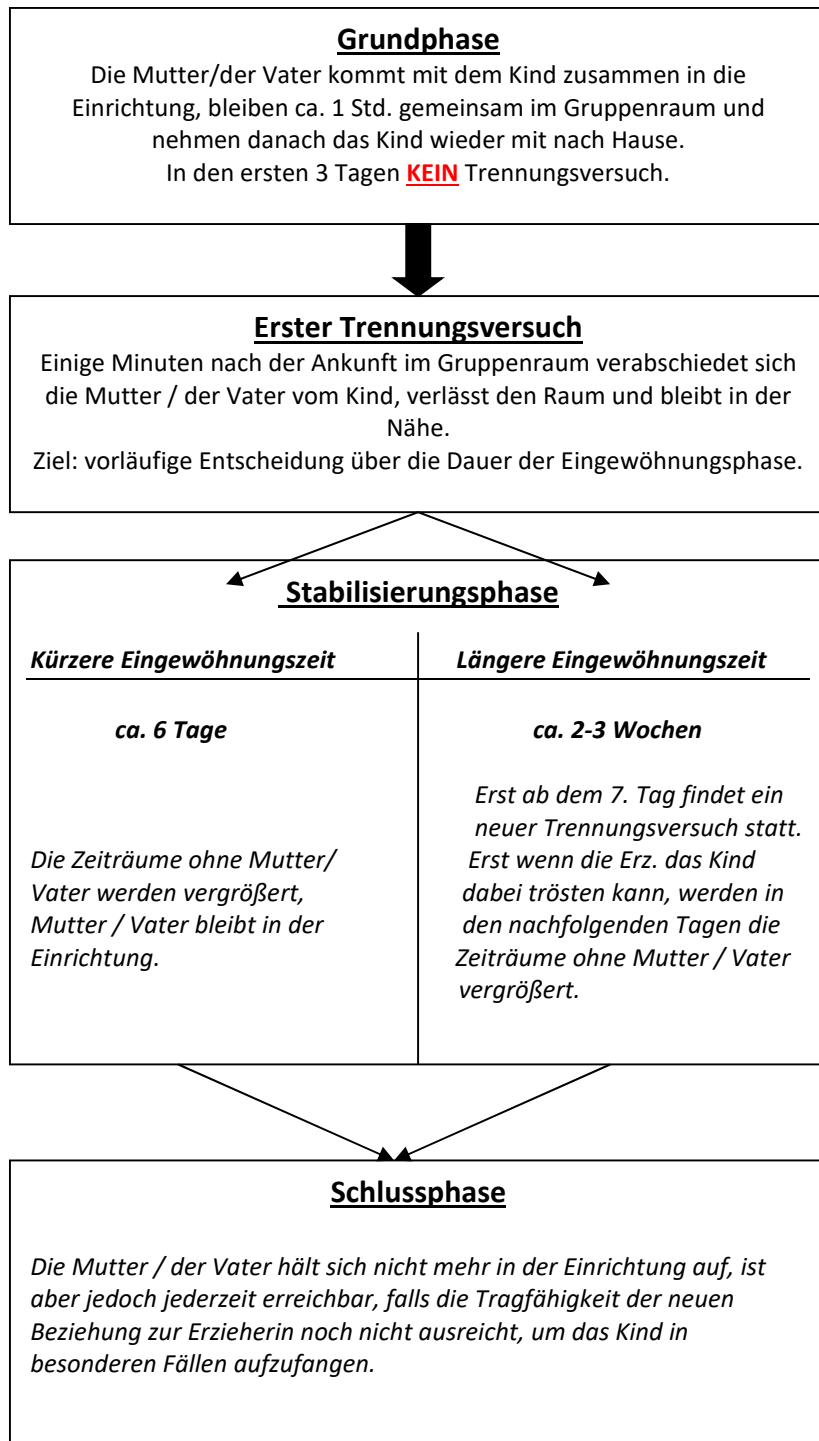 Grundphase
Die Mutter/der Vater kommt mit dem Kind zusammen in die
Einrichtung, bleiben ca. 1 Std. gemeinsam im Gruppenraum und
nehmen danach das Kind wieder mit nach Hause.
In den ersten 3 Tagen KEIN Trennungsversuch.
Erster Trennungsversuch
Einige Minuten nach der Ankunft im Gruppenraum verabschiedet sich
die Mutter / der Vater vom Kind, verlässt den Raum und bleibt in der
Nähe.
Ziel: vorläufige Entscheidung über die Dauer der Eingewöhnungsphase.
Stabilisierungsphase
Kürzere Eingewöhnungszeit
ca. 6 Tage
Die Zeiträume ohne Mutter/
Vater werden vergrößert,
Mutter / Vater bleibt in der
Einrichtung.
Längere Eingewöhnungszeit
ca. 2-3 Wochen
Erst ab dem 7. Tag findet ein
neuer Trennungsversuch statt.
Erst wenn die Erz. das Kind
dabei trösten kann, werden in
den nachfolgenden Tagen die
Zeiträume ohne Mutter / Vater
vergrößert.
Schlussphase
Die Mutter / der Vater hält sich nicht mehr in der Einrichtung auf, ist
aber jedoch jederzeit erreichbar, falls die Tragfähigkeit der neuen
Beziehung zur Erzieherin noch nicht ausreicht, um das Kind in
besonderen Fällen aufzufangen.